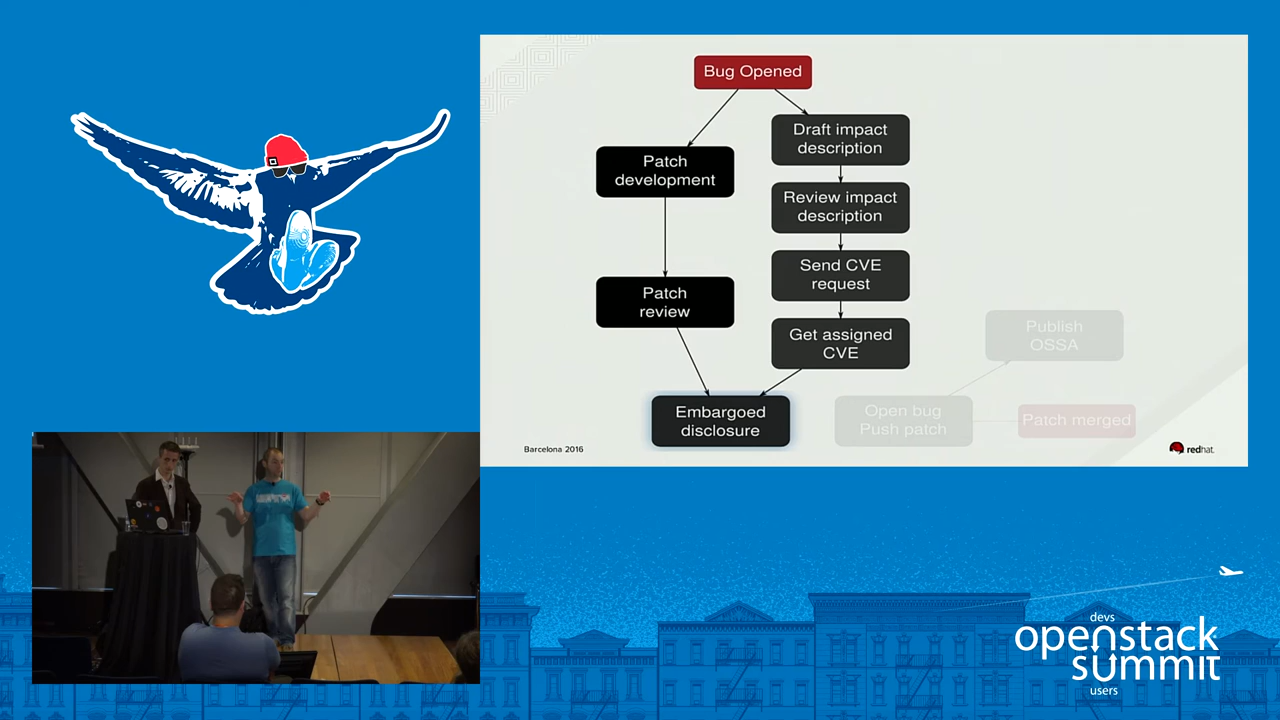 Bug Opened
Draft impact
description
Patch
development
Review impact
description
Send CVE
request
Patch
review
Get assigned
CVE
Publish
OSSA
Embargoed
disclosure
Open bug
Push patch
Patch merged
Barcelona 2016
redhat.
devs
openstack
summit
users